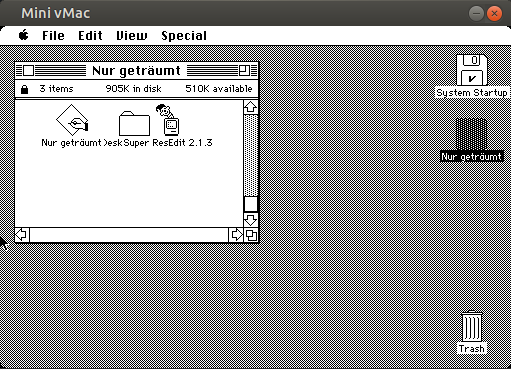 Mini vMac
File Edit View Special
Nur geträumt
3 items 905K in disk 510K available
Nur geträumt Desk Super ResEdit 2.1.3
System Startup
Nur geträumt
Trash